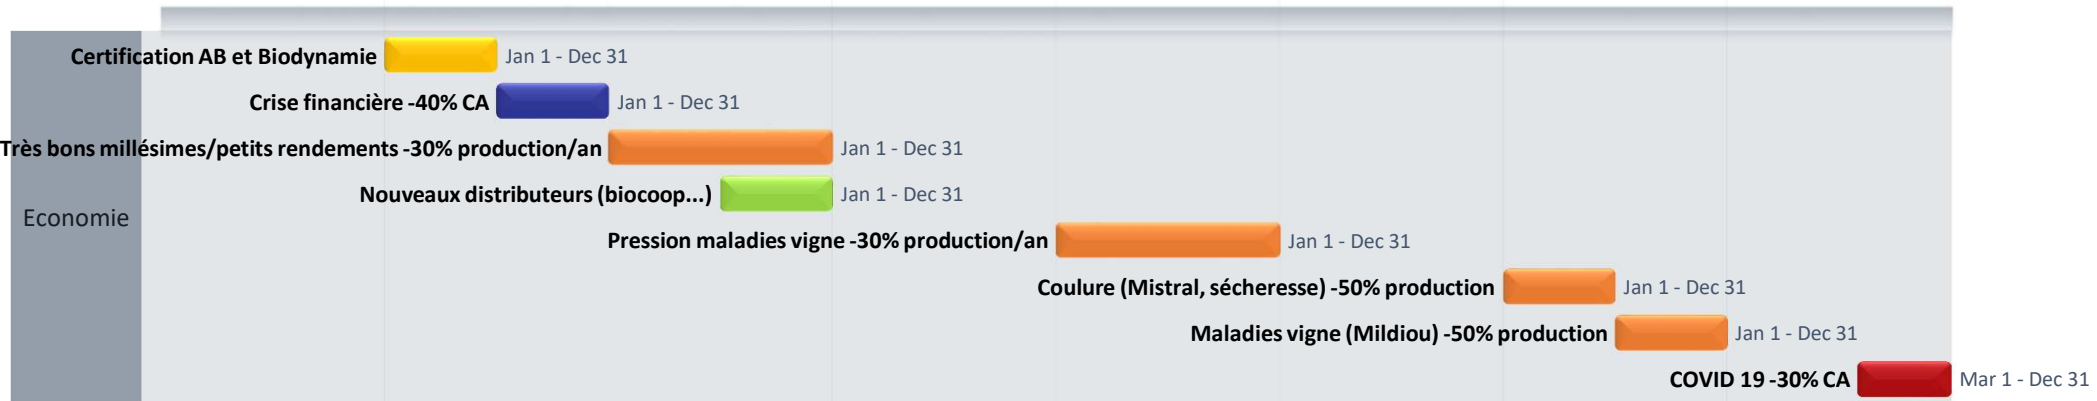 Certification AB et Biodynamie Jan 1 - Dec 31
Crise financière -40% CA Jan 1 - Dec 31
Très bons millésimes/petits rendements -30% production/an Jan 1 - Dec 31
Nouveaux distributeurs (biocoop...) Jan 1 - Dec 31
Economie
Pression maladies vigne -30% production/an Jan 1 - Dec 31
Coulure (Mistral, sécheresse) -50% production Jan 1 - Dec 31
Maladies vigne (Mildiou) -50% production Jan 1 - Dec 31
COVID 19 -30% CA Mar 1 - Dec 31